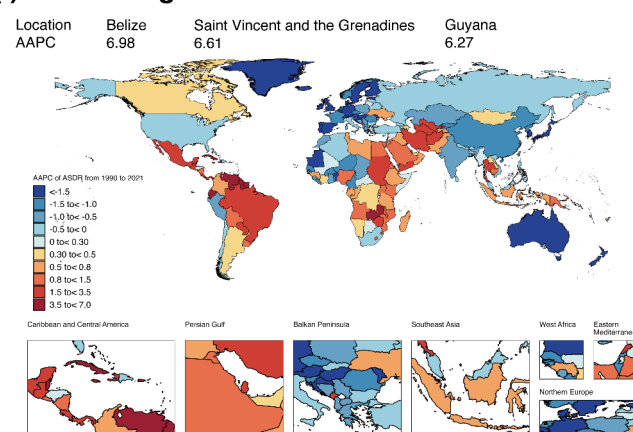 Location Belize Saint Vincent and the Grenadines Guyana
AAPC 6.98 6.61 6.27
AAPC of ASDR from 1990 to 2021
<-1.5
-1.5 to< -1.0
-1.0 to< -0.5
-0.5 to< 0
0 to< 0.30
0.30 to< 0.5
0.5 to< 0.8
0.8 to< 1.5
1.5 to< 3.5
3.5 to< 7.0
Caribbean and Central America Persian Gulf Balkan Peninsula Southeast Asia West Africa Eastern
Northern Europe